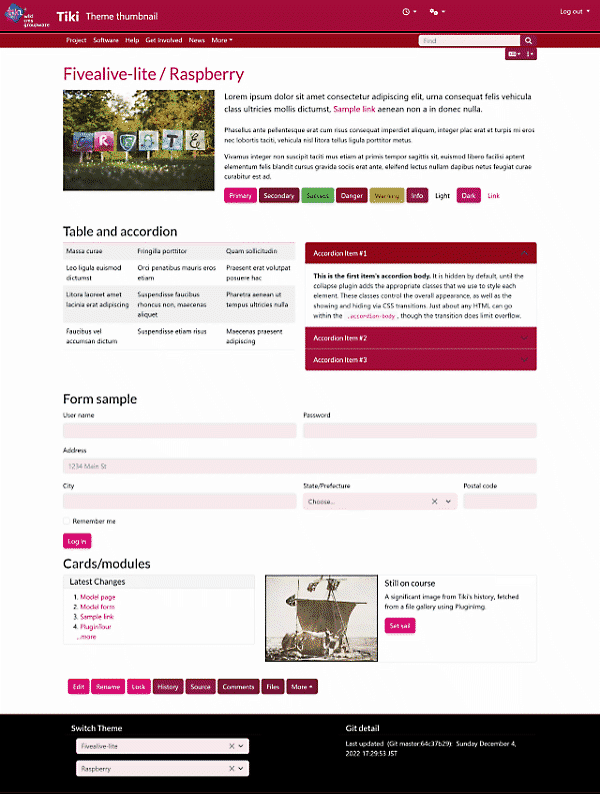 Tiki Theme thumbnail
Log out
Project Software Help Get Involved News More
Find
Fivealive-lite / Raspberry
CREATE
Lorem ipsum dolor sit amet consectetur adipiscing elit, urna consequat felis vehicula
class ultricies mollis dictumst, Sample link aenean non a in donec nulla.
Phasellus ante pellentesque erat cum risus consequat imperdiet aliquam, integer plac erat et turpis mi eros
nec lobortis taciti, vehicula nisl litora tellus ligula porttitor metus.
Vivamus integer non suscipit taciti mus etiam at primis tempor sagittis sit, euismod libero facilisi aptent
elementum felis blandit cursus gravida sociis erat ante, eleifend lectus nullam dapibus netus feugiat curae
curabitur est ad.
Primary Secondary Success Danger Warning Info Light Dark Link
Table and accordion
Massa curae Fringilla porttitor Quam sollicitudin
Leo ligula euismod dictumst Orci penatibus mauris eros etiam Praesent erat volutpat posuere hac
Litora laoreet amet lacinia erat adipiscing Suspendisse faucibus rhoncus non, maecenas aliquet Pharetra aenean ut tempus ultricies nulla
Faucibus vel accumsan dictum Suspendisse etiam risus Maecenas praesent adipiscing
Accordion Item #1
This is the first item's accordion body. It is hidden by default, until the
collapse plugin adds the appropriate classes that we use to style each
element. These classes control the overall appearance, as well as the
showing and hiding via CSS transitions. Just about any HTML can go
within the .accordion-body, though the transition does limit overflow.
Accordion Item #2
Accordion Item #3
Form sample
User name Password
Address
1234 Main St
City State/Prefecture Postal code
Choose...
Remember me
Log in
Cards/modules
Latest Changes
1. Model page
2. Model form
3. Sample link
4. PluginTour
...more
Still on course
A significant image from Tiki's history, fetched
from a file gallery using PluginImg.
Set sail
Edit Rename Lock History Source Comments Files More
Switch Theme
Fivealive-lite
Raspberry
Git detail
Last updated (Git master:64c37b29): Sunday December 4,
2022 17:29:53 JST